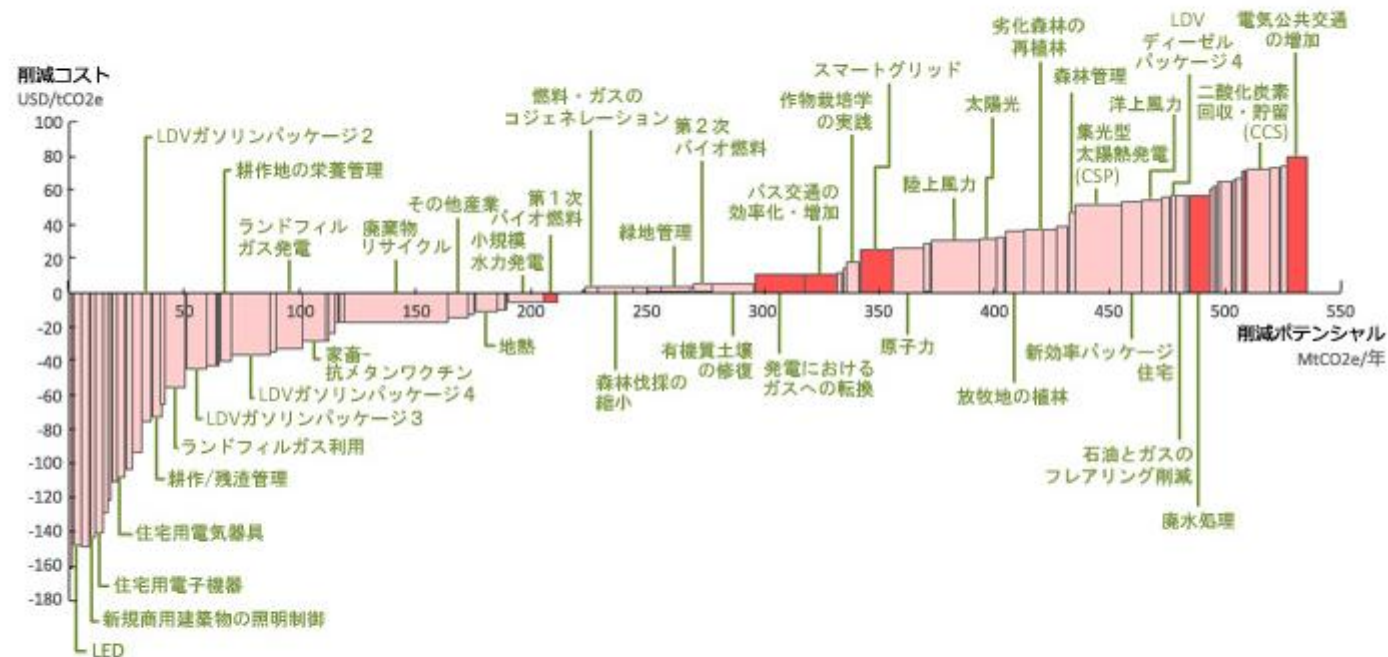 削減コスト
USD/tCO2e
100
80
60
40
20
0
-20
-40
-60
-80
-100
-120
-140
-160
-180
50
100
150
200
250
300
350
400
450
500
550
削減ポテンシャル
MtCO2e/年
LDVガソリンパッケージ2
耕作地の栄養管理
ランドフィル
ガス発電
廃棄物
リサイクル
その他産業
小規模
水力発電
第1次
バイオ燃料
燃料・ガスの
コジェネレーション
緑地管理
第2次
バイオ燃料
バス交通の
効率化・増加
作物栽培学
の実践
スマートグリッド
陸上風力
太陽光
劣化森林の
再植林
森林管理
集光型
太陽熱発電
(CSP)
洋上風力
LDV
ディーゼル
パッケージ4
二酸化炭素
回収・貯留
(CCS)
電気公共交通
の増加
LED
新規商用建築物の照明制御
住宅用電子機器
住宅用電気器具
耕作/残渣管理
ランドフィルガス利用
LDVガソリンパッケージ3
LDVガソリンパッケージ4
家畜-
抗メタンワクチン
地熱
森林伐採の
縮小
有機質土壌
の修復
発電における
ガスへの転換
原子力
放牧地の植林
新効率パッケージ
住宅
石油とガスの
フレアリング削減
廃水処理